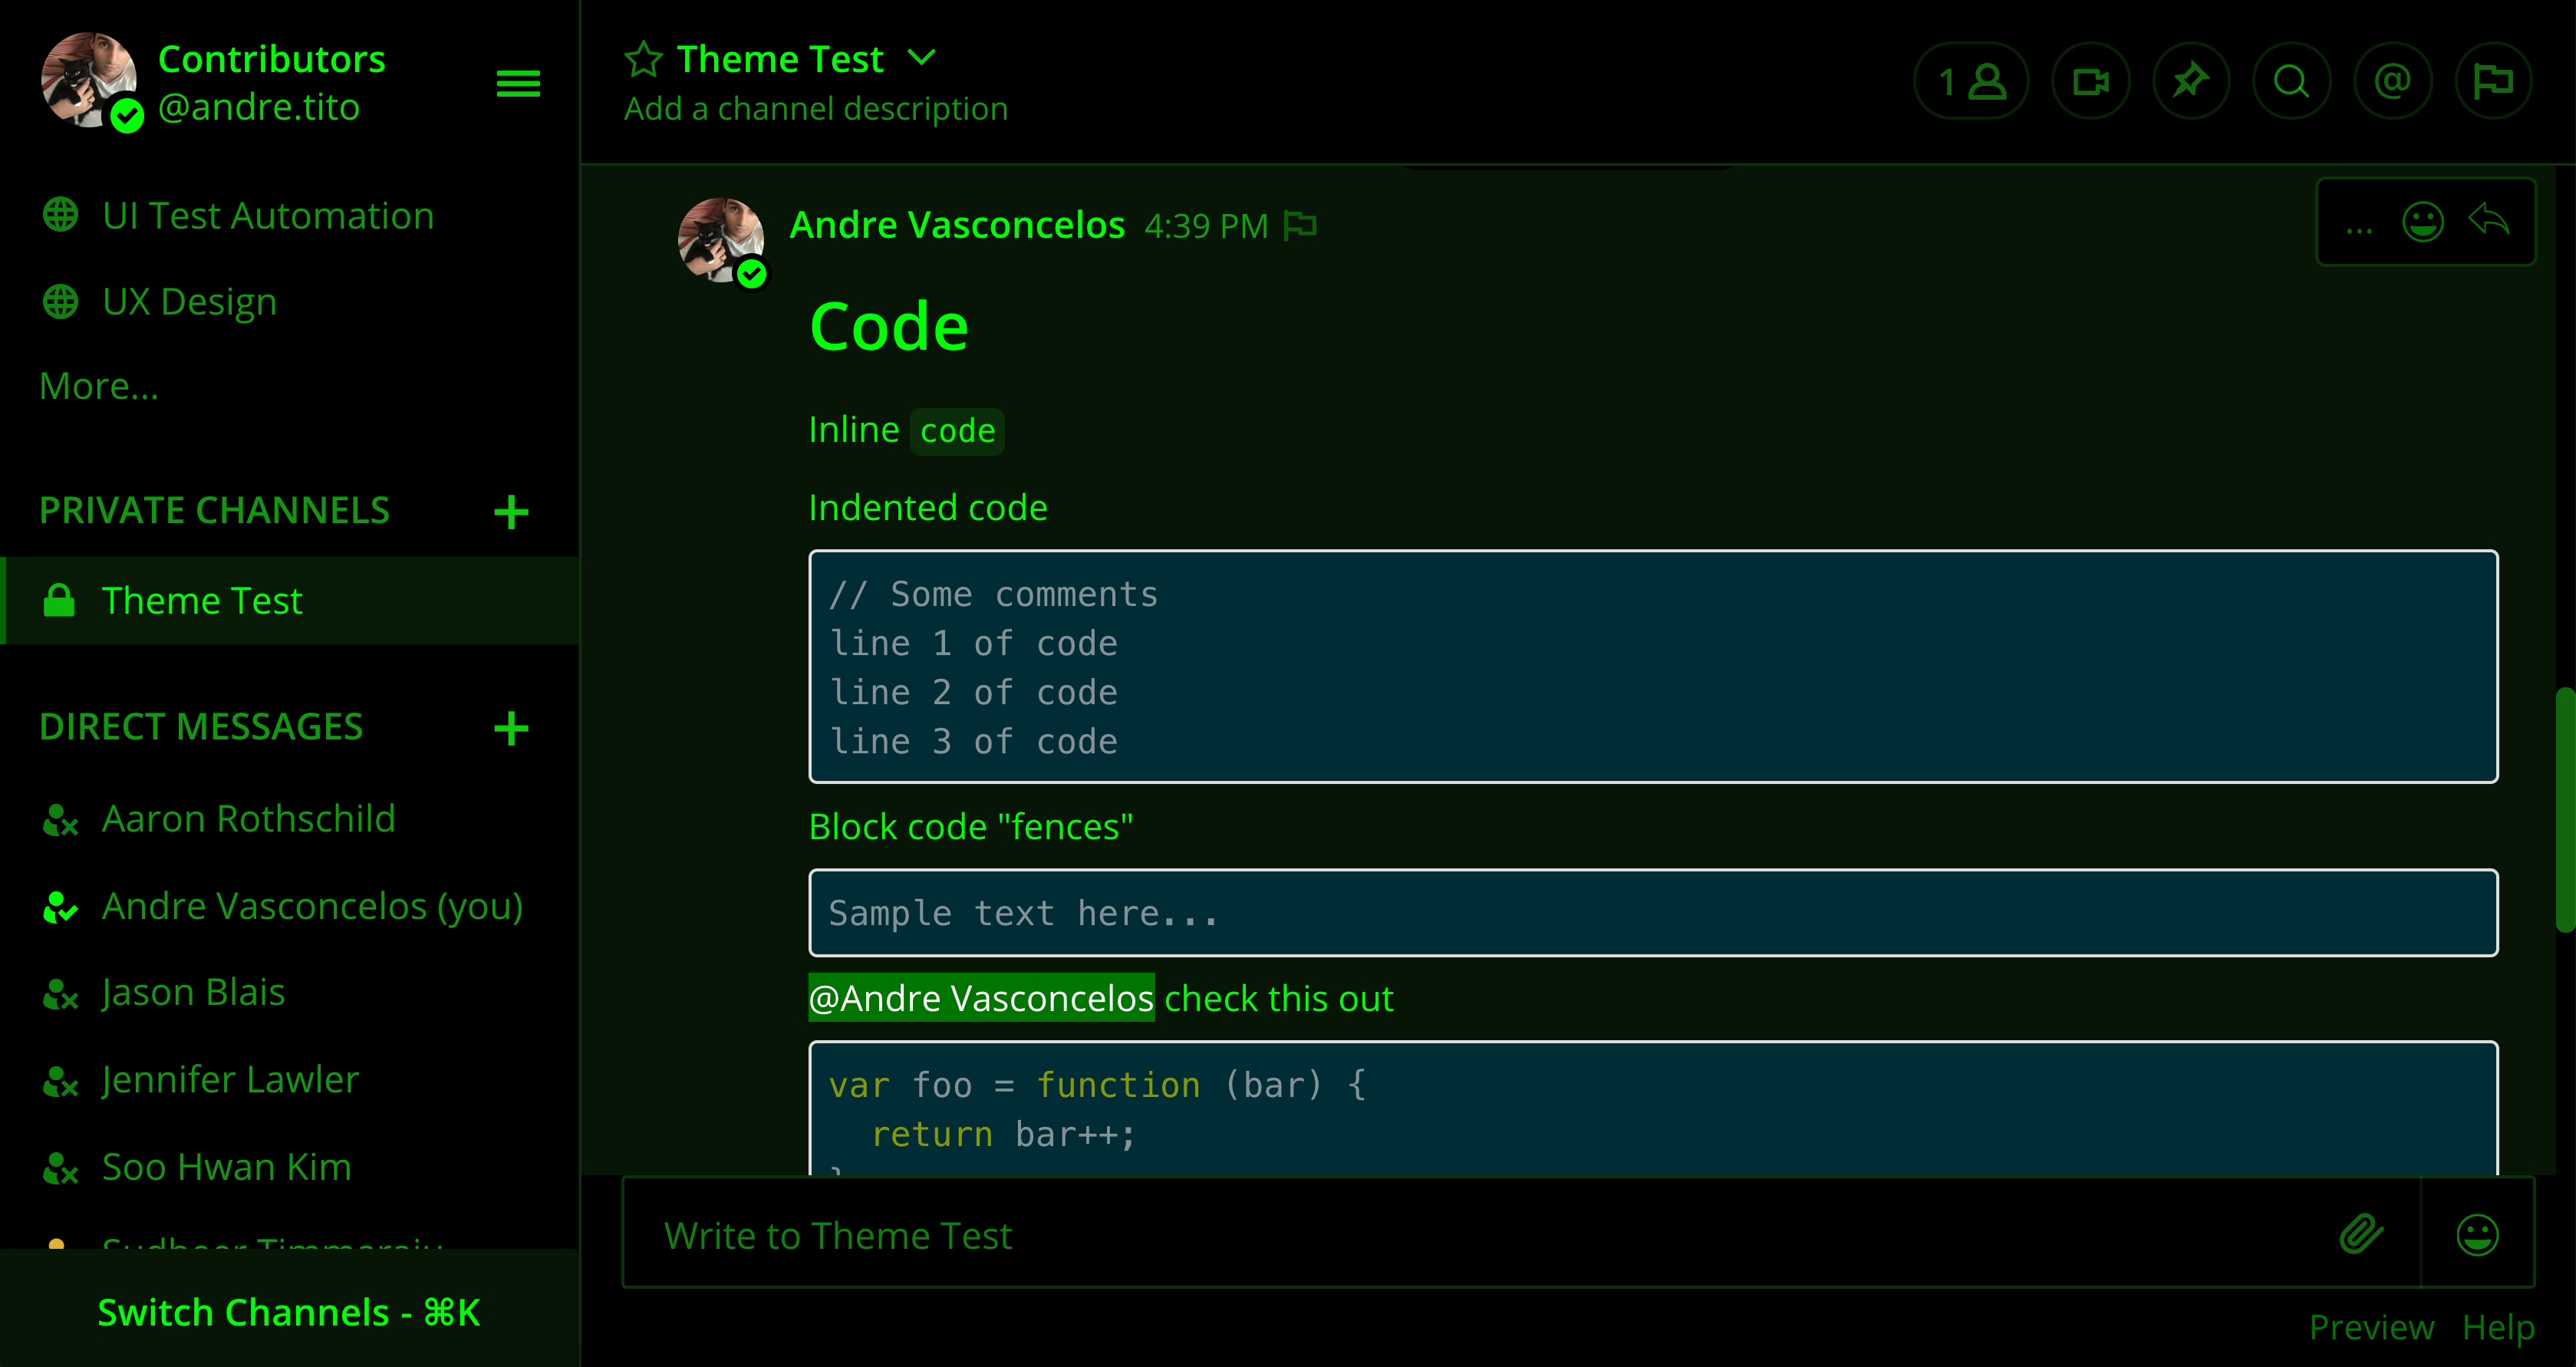 Contributors
@andre.tito
UI Test Automation
UX Design
More...
PRIVATE CHANNELS +
Theme Test
DIRECT MESSAGES +
Aaron Rothschild
Andre Vasconcelos (you)
Jason Blais
Jennifer Lawler
Soo Hwan Kim
Switch Channels - ⌘K
Theme Test
Add a channel description
1
@
Andre Vasconcelos 4:39 PM
...
Code
Inline code
Indented code
// Some comments
line 1 of code
line 2 of code
line 3 of code
Block code "fences"
Sample text here...
@Andre Vasconcelos check this out
var foo = function (bar) {
  return bar++;
}
Write to Theme Test
Preview Help